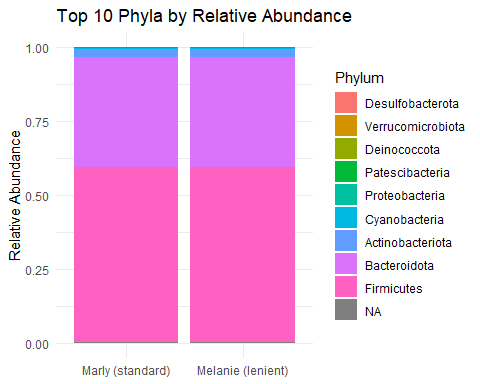 Top 10 Phyla by Relative Abundance
Relative Abundance
1.00
0.75
0.50
0.25
0.00
Marly (standard)
Melanie (lenient)
Phylum
Desulfobacterota
Verrucomicrobiota
Deinococcota
Patescibacteria
Proteobacteria
Cyanobacteria
Actinobacteriota
Bacteroidota
Firmicutes
NA